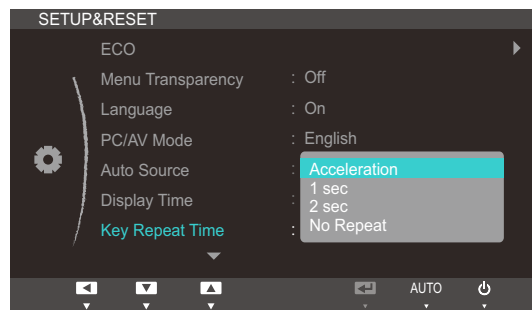 SETUP&RESET
ECO
Menu Transparency : Off
Language : On
PC/AV Mode : English
Auto Source :
Display Time :
Key Repeat Time :
Acceleration
1 sec
2 sec
No Repeat
AUTO